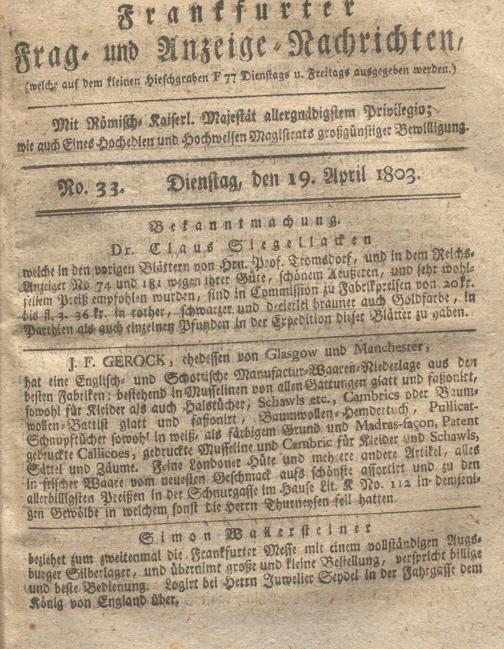 Frankfurter
Frag- und Anzeige-Nachrichten,
(welche auf dem kleinen Hirschgraben F 77 Dienstags u. Freitags ausgegeben werden.)
Mit Römisch-Kaiserl. Majestät allergnädigstem Privilegio;
wie auch Eines Hochedlen und Hochweisen Magistrats großgünstiger Bewilligung.
No. 33. Dienstag, den 19. April 1803.
Bekanntmachung.
Dr. Claus Siegellacken
welche in den vorigen Blättern von Hrn. Prof. Tromsdorf, und in dem Reichs-
Anzeiger No 74 und 181 wegen ihrer Güte, schönem Aeußeren, und sehr wohl-
feilem Preiß empfohlen wurden, sind in Commission zu Fabrikpreisen von 20 kr.
bis fl. 3. 36 kr. in rother, schwarzer und dreierlei brauner auch Goldfarbe, in
Parthien als auch einzelnen Pfunden in der Expedition dieser Blätter zu haben.
J. F. GEROCK, ehedessen von Glasgow und Manchester,
hat eine Englisch- und Schottische Manufactur-Waaren-Niederlage aus den
besten Fabriken: bestehend in Musselinen von allen Gattungen glatt und faßonirt,
sowohl für Kleider als auch Halstücher, Schawls etc., Cambrics oder Baum-
wollen-Battist glatt und faßonirt, Baumwollen-Hemdertuch, Pullicat-
Schnupftücher sowohl in weiß, als färbigem Grund und Madras-façon, Patent
gedruckte Callicoes, gedruckte Musseline und Cambric für Kleider und Schawls,
Sättel und Zäume. Feine Londoner Hüte und mehrere andere Artikel, alles
in frischer Waare vom neuesten Geschmack aufs schönste assortirt und zu den
allerbilligsten Preißen in der Schnurgasse im Hause Lit. K No. 112 in demjeni-
gen Gewölbe in welchem sonst die Herrn Thurneysen feil hatten.
Simon Wallersteiner
beziehet zum zweitenmal die Frankfurter Messe mit einem vollständigen Augs-
burger Silberlager, und übernimt große und kleine Bestellung, verspricht billige
und beste Bedienung. Logirt bei Herrn Juwelier Seydel in der Fahrgasse dem
König von England über.